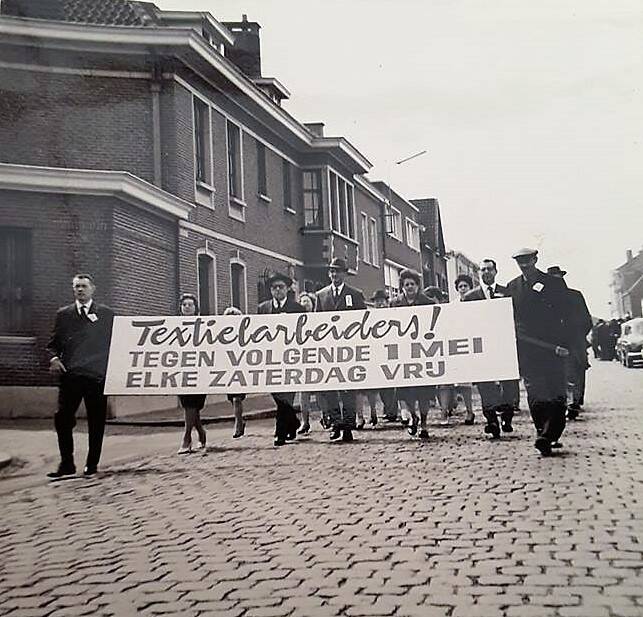 Textielarbeiders!
TEGEN VOLGENDE 1 MEI
ELKE ZATERDAG VRIJ